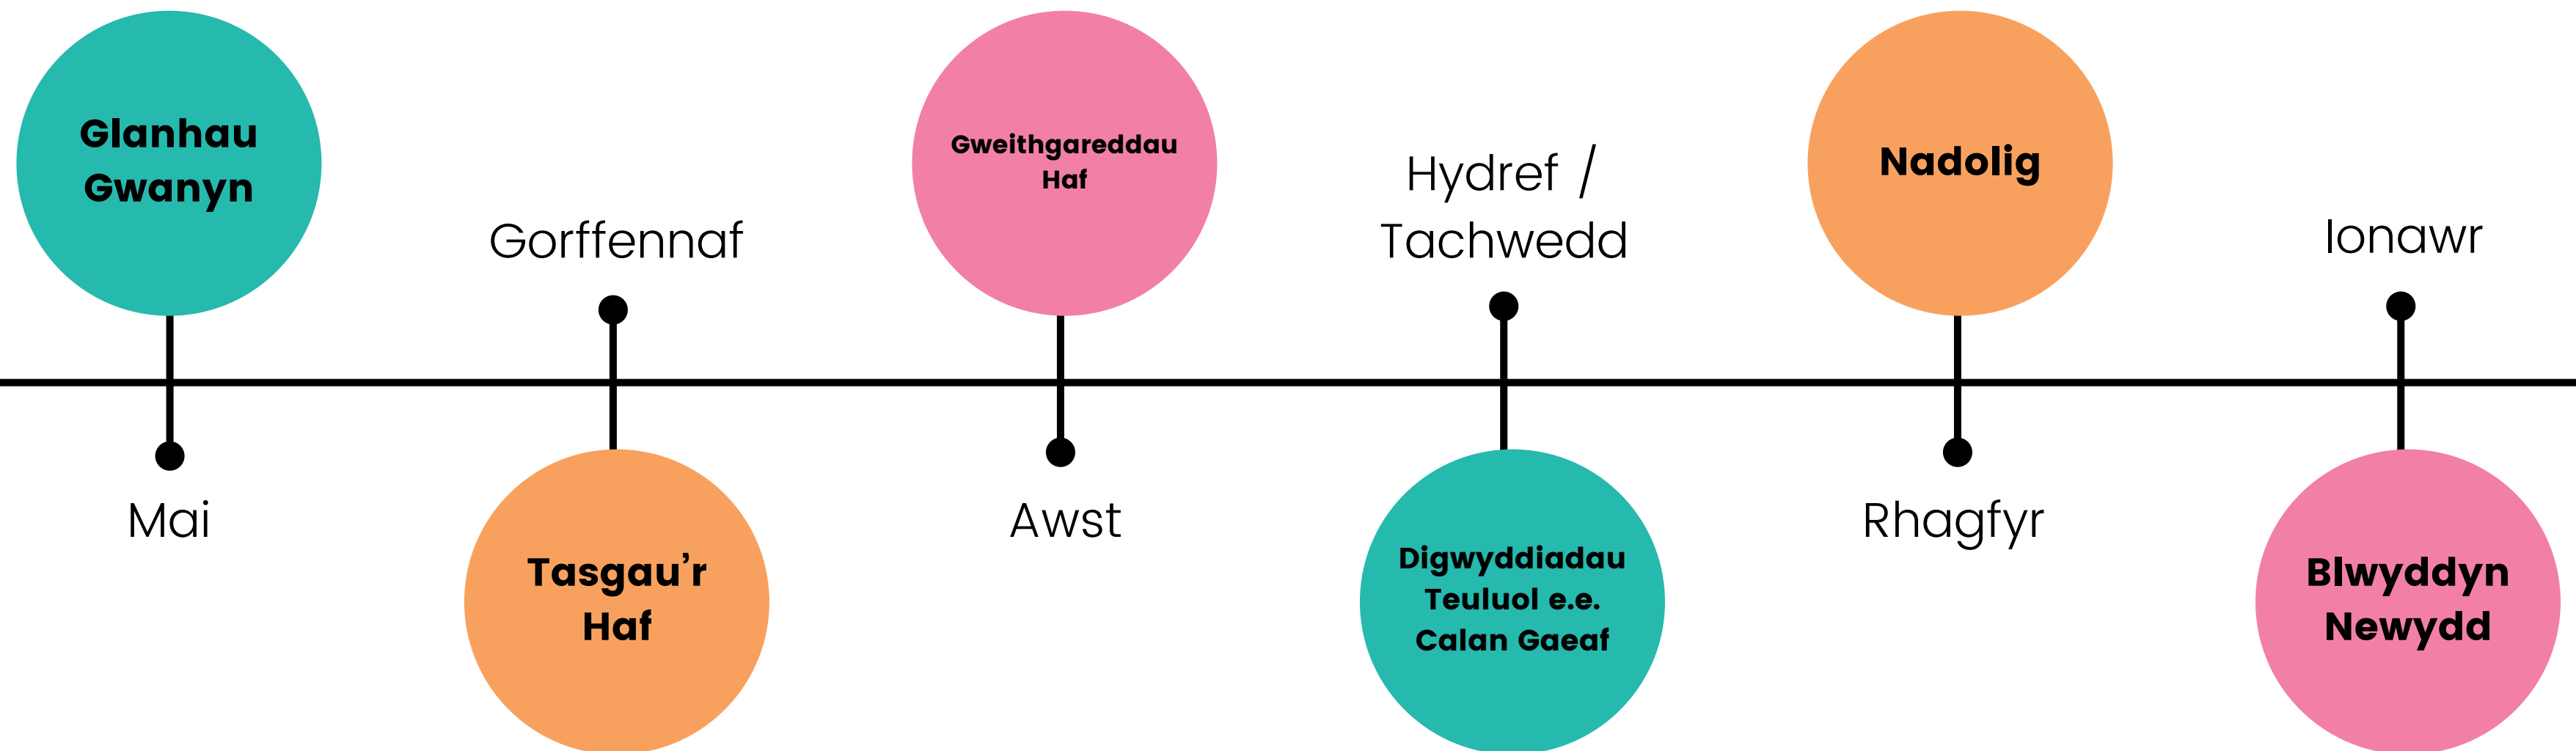 Glanhau
Gwanyn
Mai
Gorffennaf
Tasgau’r
Haf
Gweithgareddau
Haf
Awst
Hydref /
Tachwedd
Digwyddiadau
Teuluol e.e.
Calan Gaeaf
Nadolig
Rhagfyr
Ionawr
Blwyddyn
Newydd